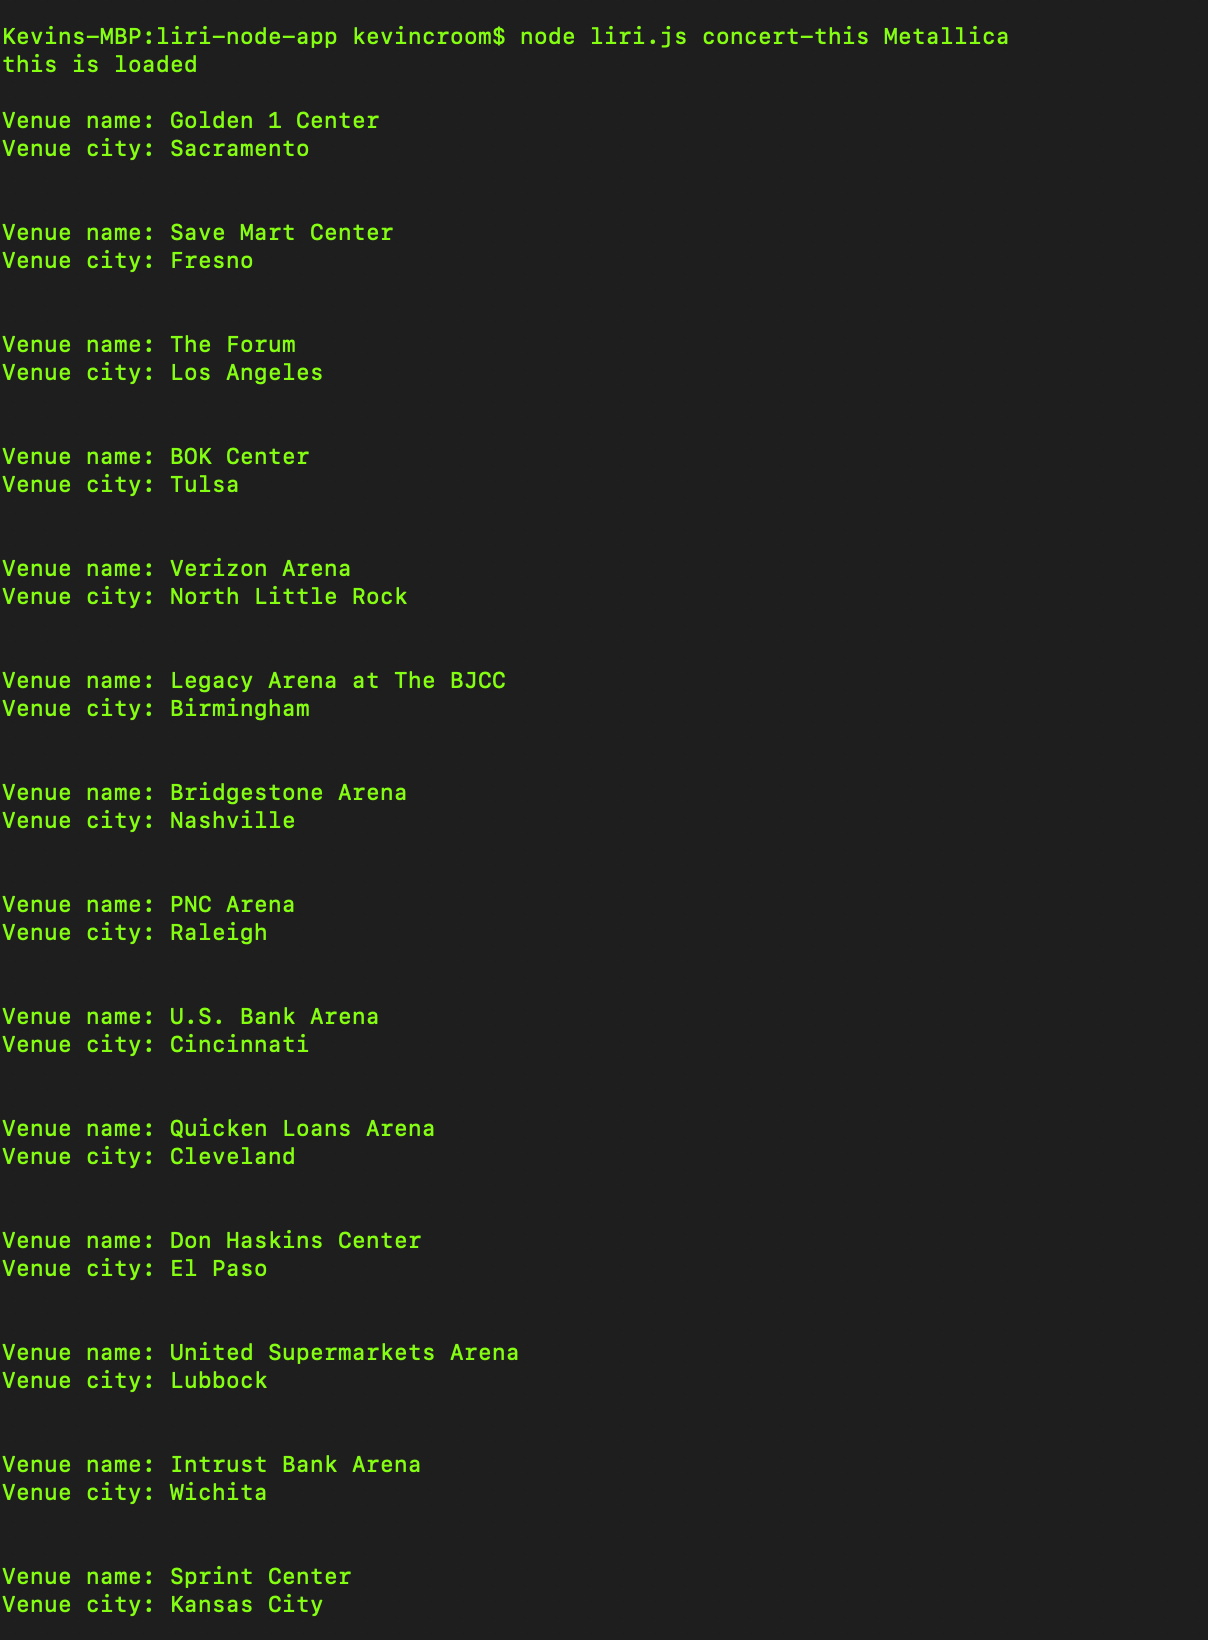 Kevins-MBP:liri-node-app kevincroom$ node liri.js concert-this Metallica
this is loaded
Venue name: Golden 1 Center
Venue city: Sacramento
Venue name: Save Mart Center
Venue city: Fresno
Venue name: The Forum
Venue city: Los Angeles
Venue name: BOK Center
Venue city: Tulsa
Venue name: Verizon Arena
Venue city: North Little Rock
Venue name: Legacy Arena at The BJCC
Venue city: Birmingham
Venue name: Bridgestone Arena
Venue city: Nashville
Venue name: PNC Arena
Venue city: Raleigh
Venue name: U.S. Bank Arena
Venue city: Cincinnati
Venue name: Quicken Loans Arena
Venue city: Cleveland
Venue name: Don Haskins Center
Venue city: El Paso
Venue name: United Supermarkets Arena
Venue city: Lubbock
Venue name: Intrust Bank Arena
Venue city: Wichita
Venue name: Sprint Center
Venue city: Kansas City